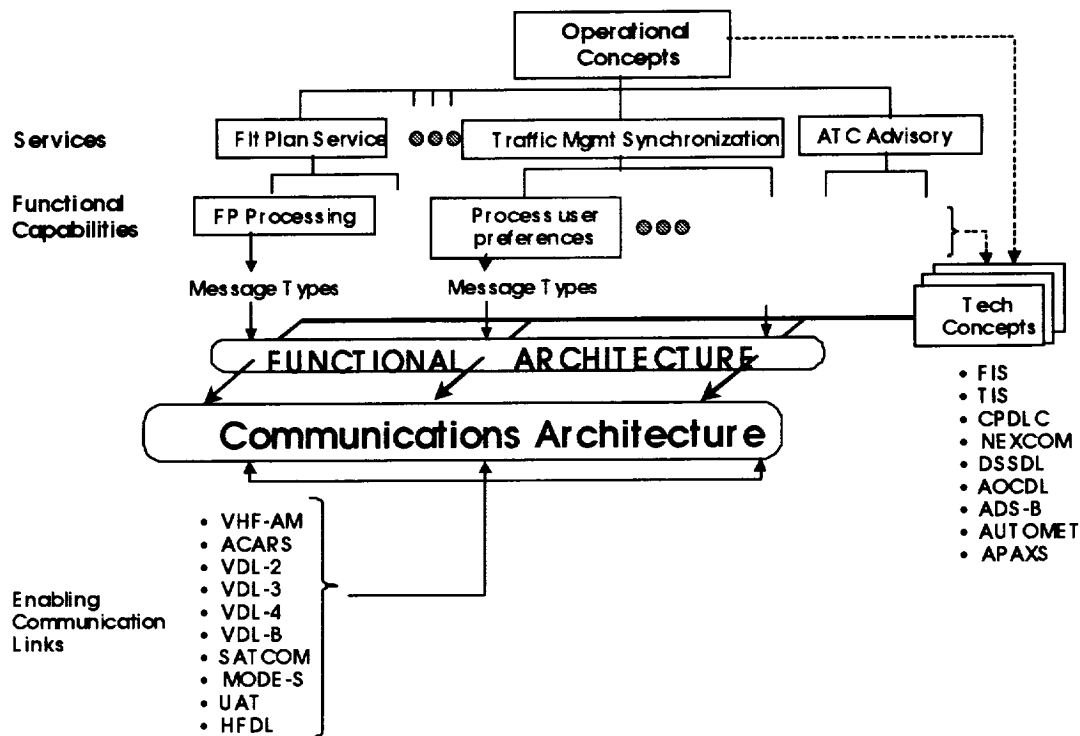 Operational
Concepts
Services
Flt Plan Service
Traffic Mgmt Synchronization
ATC Advisory
Functional
Capabilities
FP Processing
Process user
preferences
Message Types
Message Types
Tech
Concepts
FUNCTIONAL ARCHITECTURE
Communications Architecture
• FIS
• TIS
• CPDLC
• NEXCOM
• DSSDL
• AOCDL
• ADS-B
• AUTOMET
• APAXS
Enabling
Communication
Links
• VHF-AM
• ACARS
• VDL-2
• VDL-3
• VDL-4
• VDL-B
• SATCOM
• MODE-S
• UAT
• HFDL